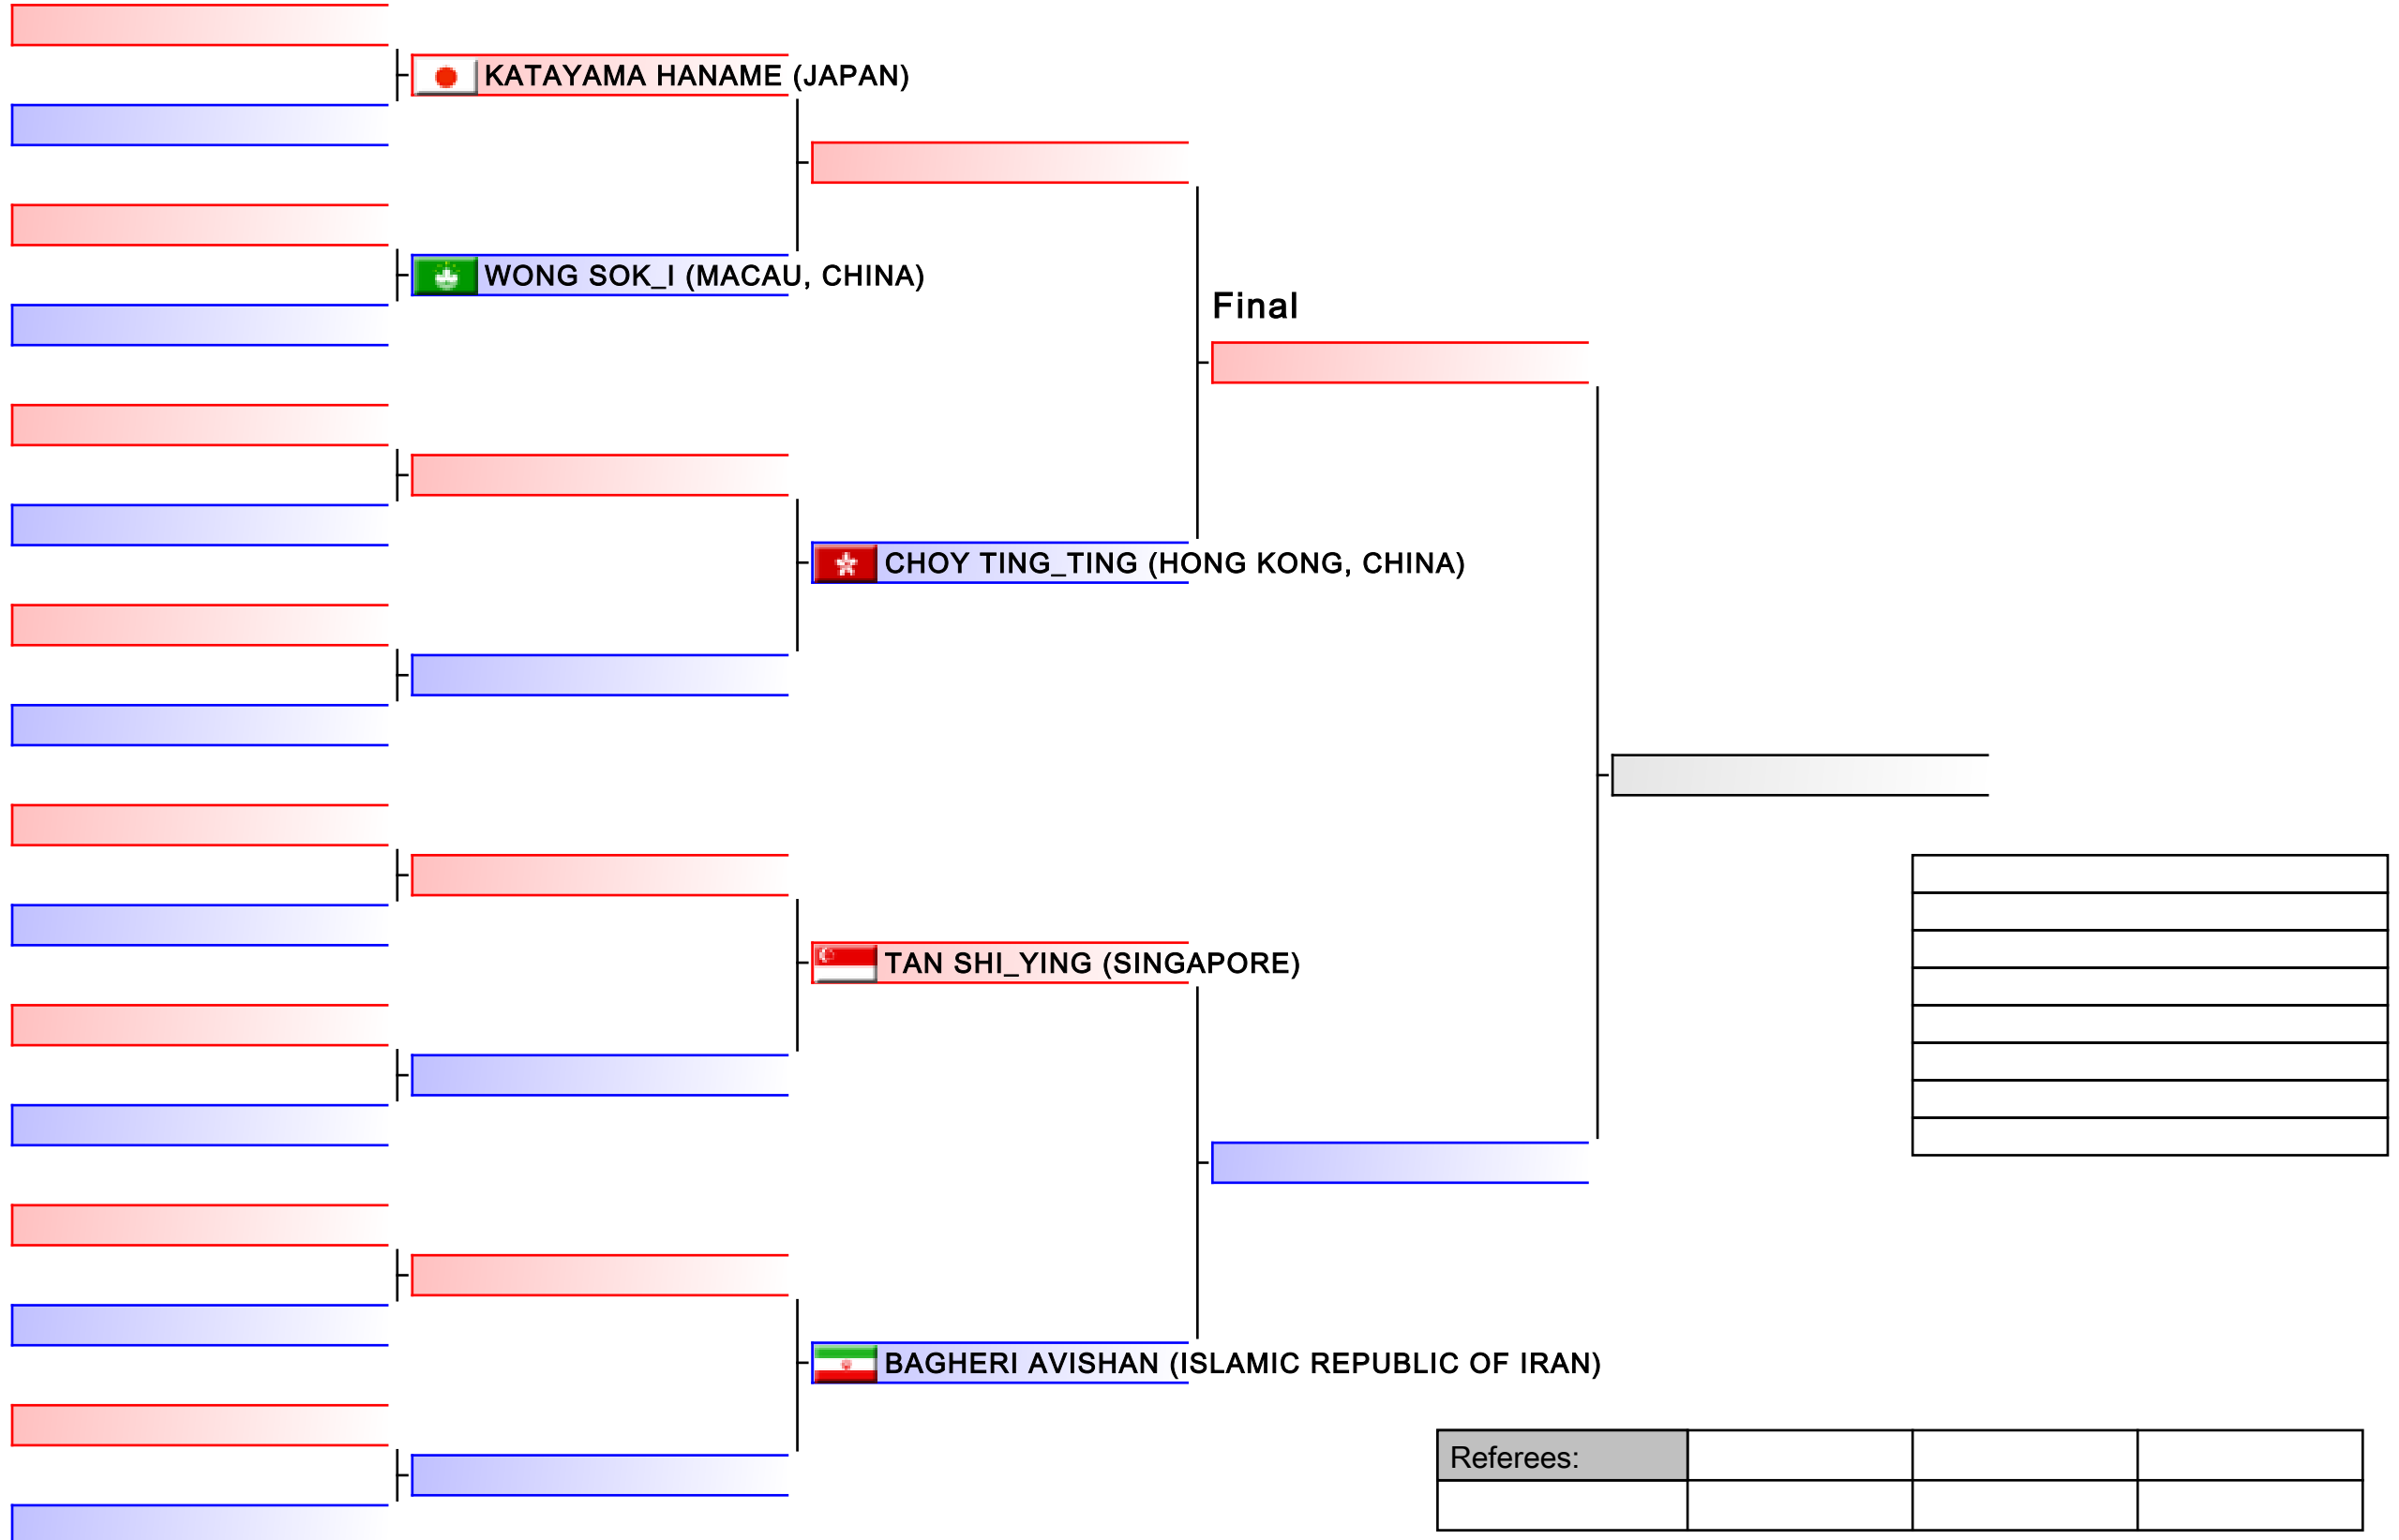 KATAYAMA HANAME (JAPAN)
WONG SOK_I (MACAU, CHINA)
Final
CHOY TING_TING (HONG KONG, CHINA)
TAN SHI_YING (SINGAPORE)
BAGHERI AVISHAN (ISLAMIC REPUBLIC OF IRAN)
Referees: